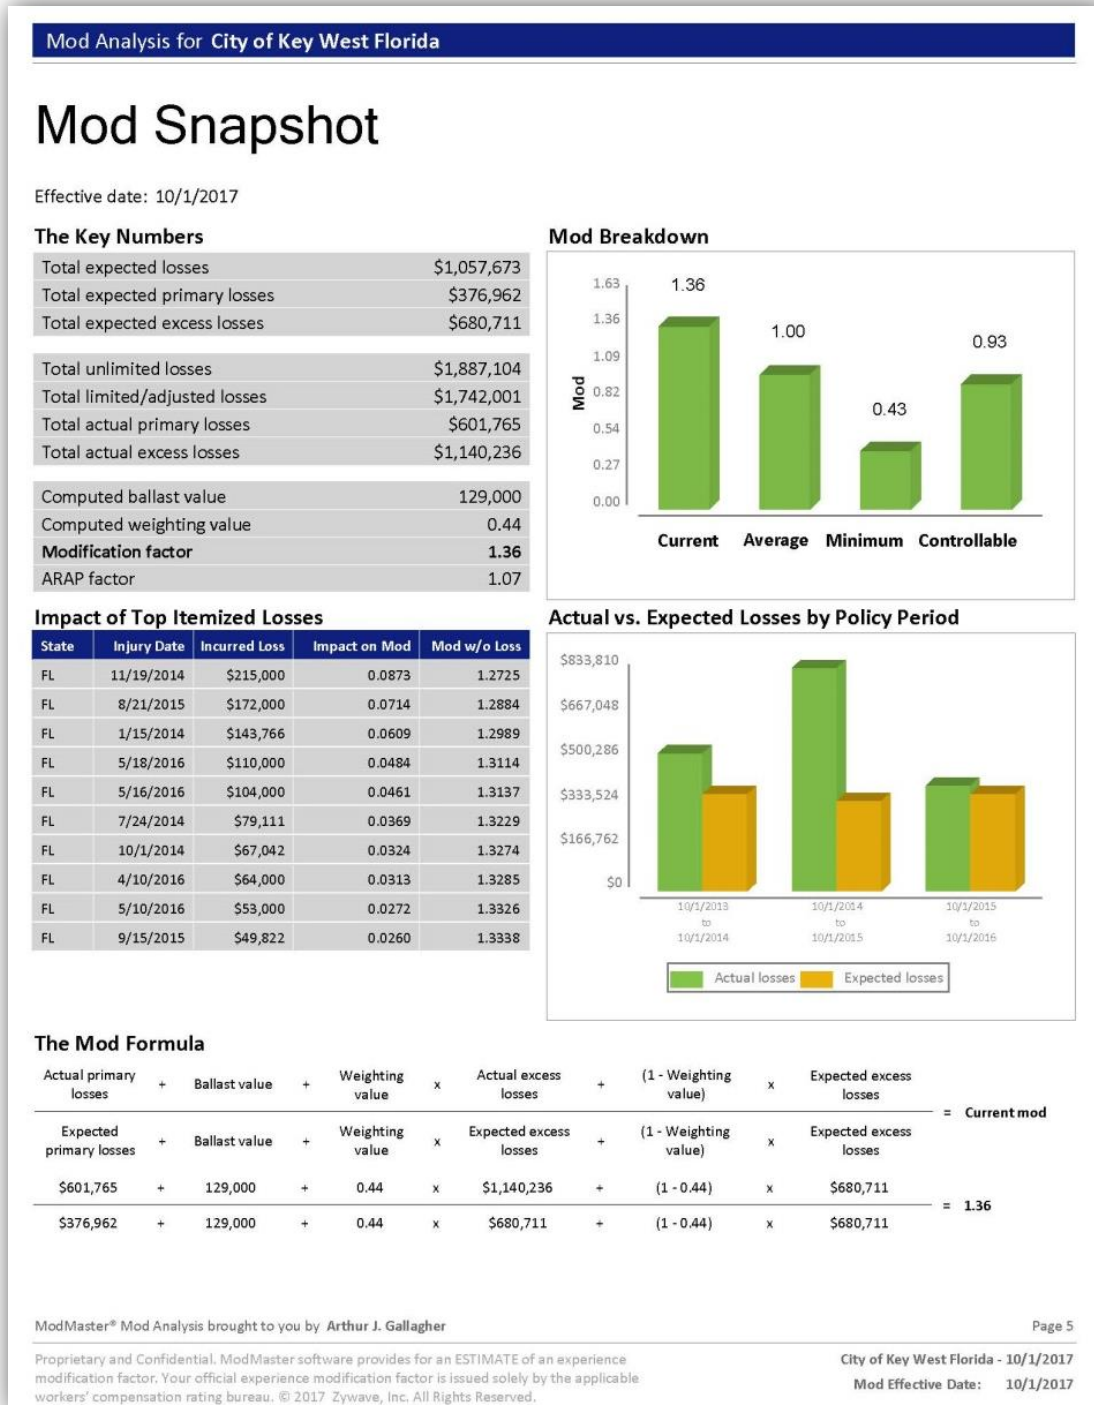 Mod Analysis for City of Key West Florida
Mod Snapshot
Effective date: 10/1/2017
The Key Numbers
Total expected losses $1,057,673
Total expected primary losses $376,962
Total expected excess losses $680,711
Total unlimited losses $1,887,104
Total limited/adjusted losses $1,742,001
Total actual primary losses $601,765
Total actual excess losses $1,140,236
Computed ballast value 129,000
Computed weighting value 0.44
Modification factor 1.36
ARAP factor 1.07
Mod Breakdown
Mod
1.63
1.36
1.09
0.82
0.54
0.27
0.00
1.36
1.00
0.43
0.93
Current Average Minimum Controllable
Impact of Top Itemized Losses
State Injury Date Incurred Loss Impact on Mod Mod w/o Loss
FL 11/19/2014 $215,000 0.0873 1.2725
FL 8/21/2015 $172,000 0.0714 1.2884
FL 1/15/2014 $143,766 0.0609 1.2989
FL 5/18/2016 $110,000 0.0484 1.3114
FL 5/16/2016 $104,000 0.0461 1.3137
FL 7/24/2014 $79,111 0.0369 1.3229
FL 10/1/2014 $67,042 0.0324 1.3274
FL 4/10/2016 $64,000 0.0313 1.3285
FL 5/10/2016 $53,000 0.0272 1.3326
FL 9/15/2015 $49,822 0.0260 1.3338
Actual vs. Expected Losses by Policy Period
$833,810
$667,048
$500,286
$333,524
$166,762
$0
10/1/2013 10/1/2014 10/1/2015
to to to
10/1/2014 10/1/2015 10/1/2016
Actual losses Expected losses
The Mod Formula
Actual primary losses + Ballast value + Weighting value x Actual excess losses + (1 - Weighting value) x Expected excess losses
= Current mod
Expected primary losses + Ballast value + Weighting value x Expected excess losses + (1 - Weighting value) x Expected excess losses
$601,765 + 129,000 + 0.44 x $1,140,236 + (1 - 0.44) x $680,711
= 1.36
$376,962 + 129,000 + 0.44 x $680,711 + (1 - 0.44) x $680,711
ModMaster® Mod Analysis brought to you by Arthur J. Gallagher
Page 5
Proprietary and Confidential. ModMaster software provides for an ESTIMATE of an experience
modification factor. Your official experience modification factor is issued solely by the applicable
workers' compensation rating bureau. © 2017 Zywave, Inc. All Rights Reserved.
City of Key West Florida - 10/1/2017
Mod Effective Date: 10/1/2017